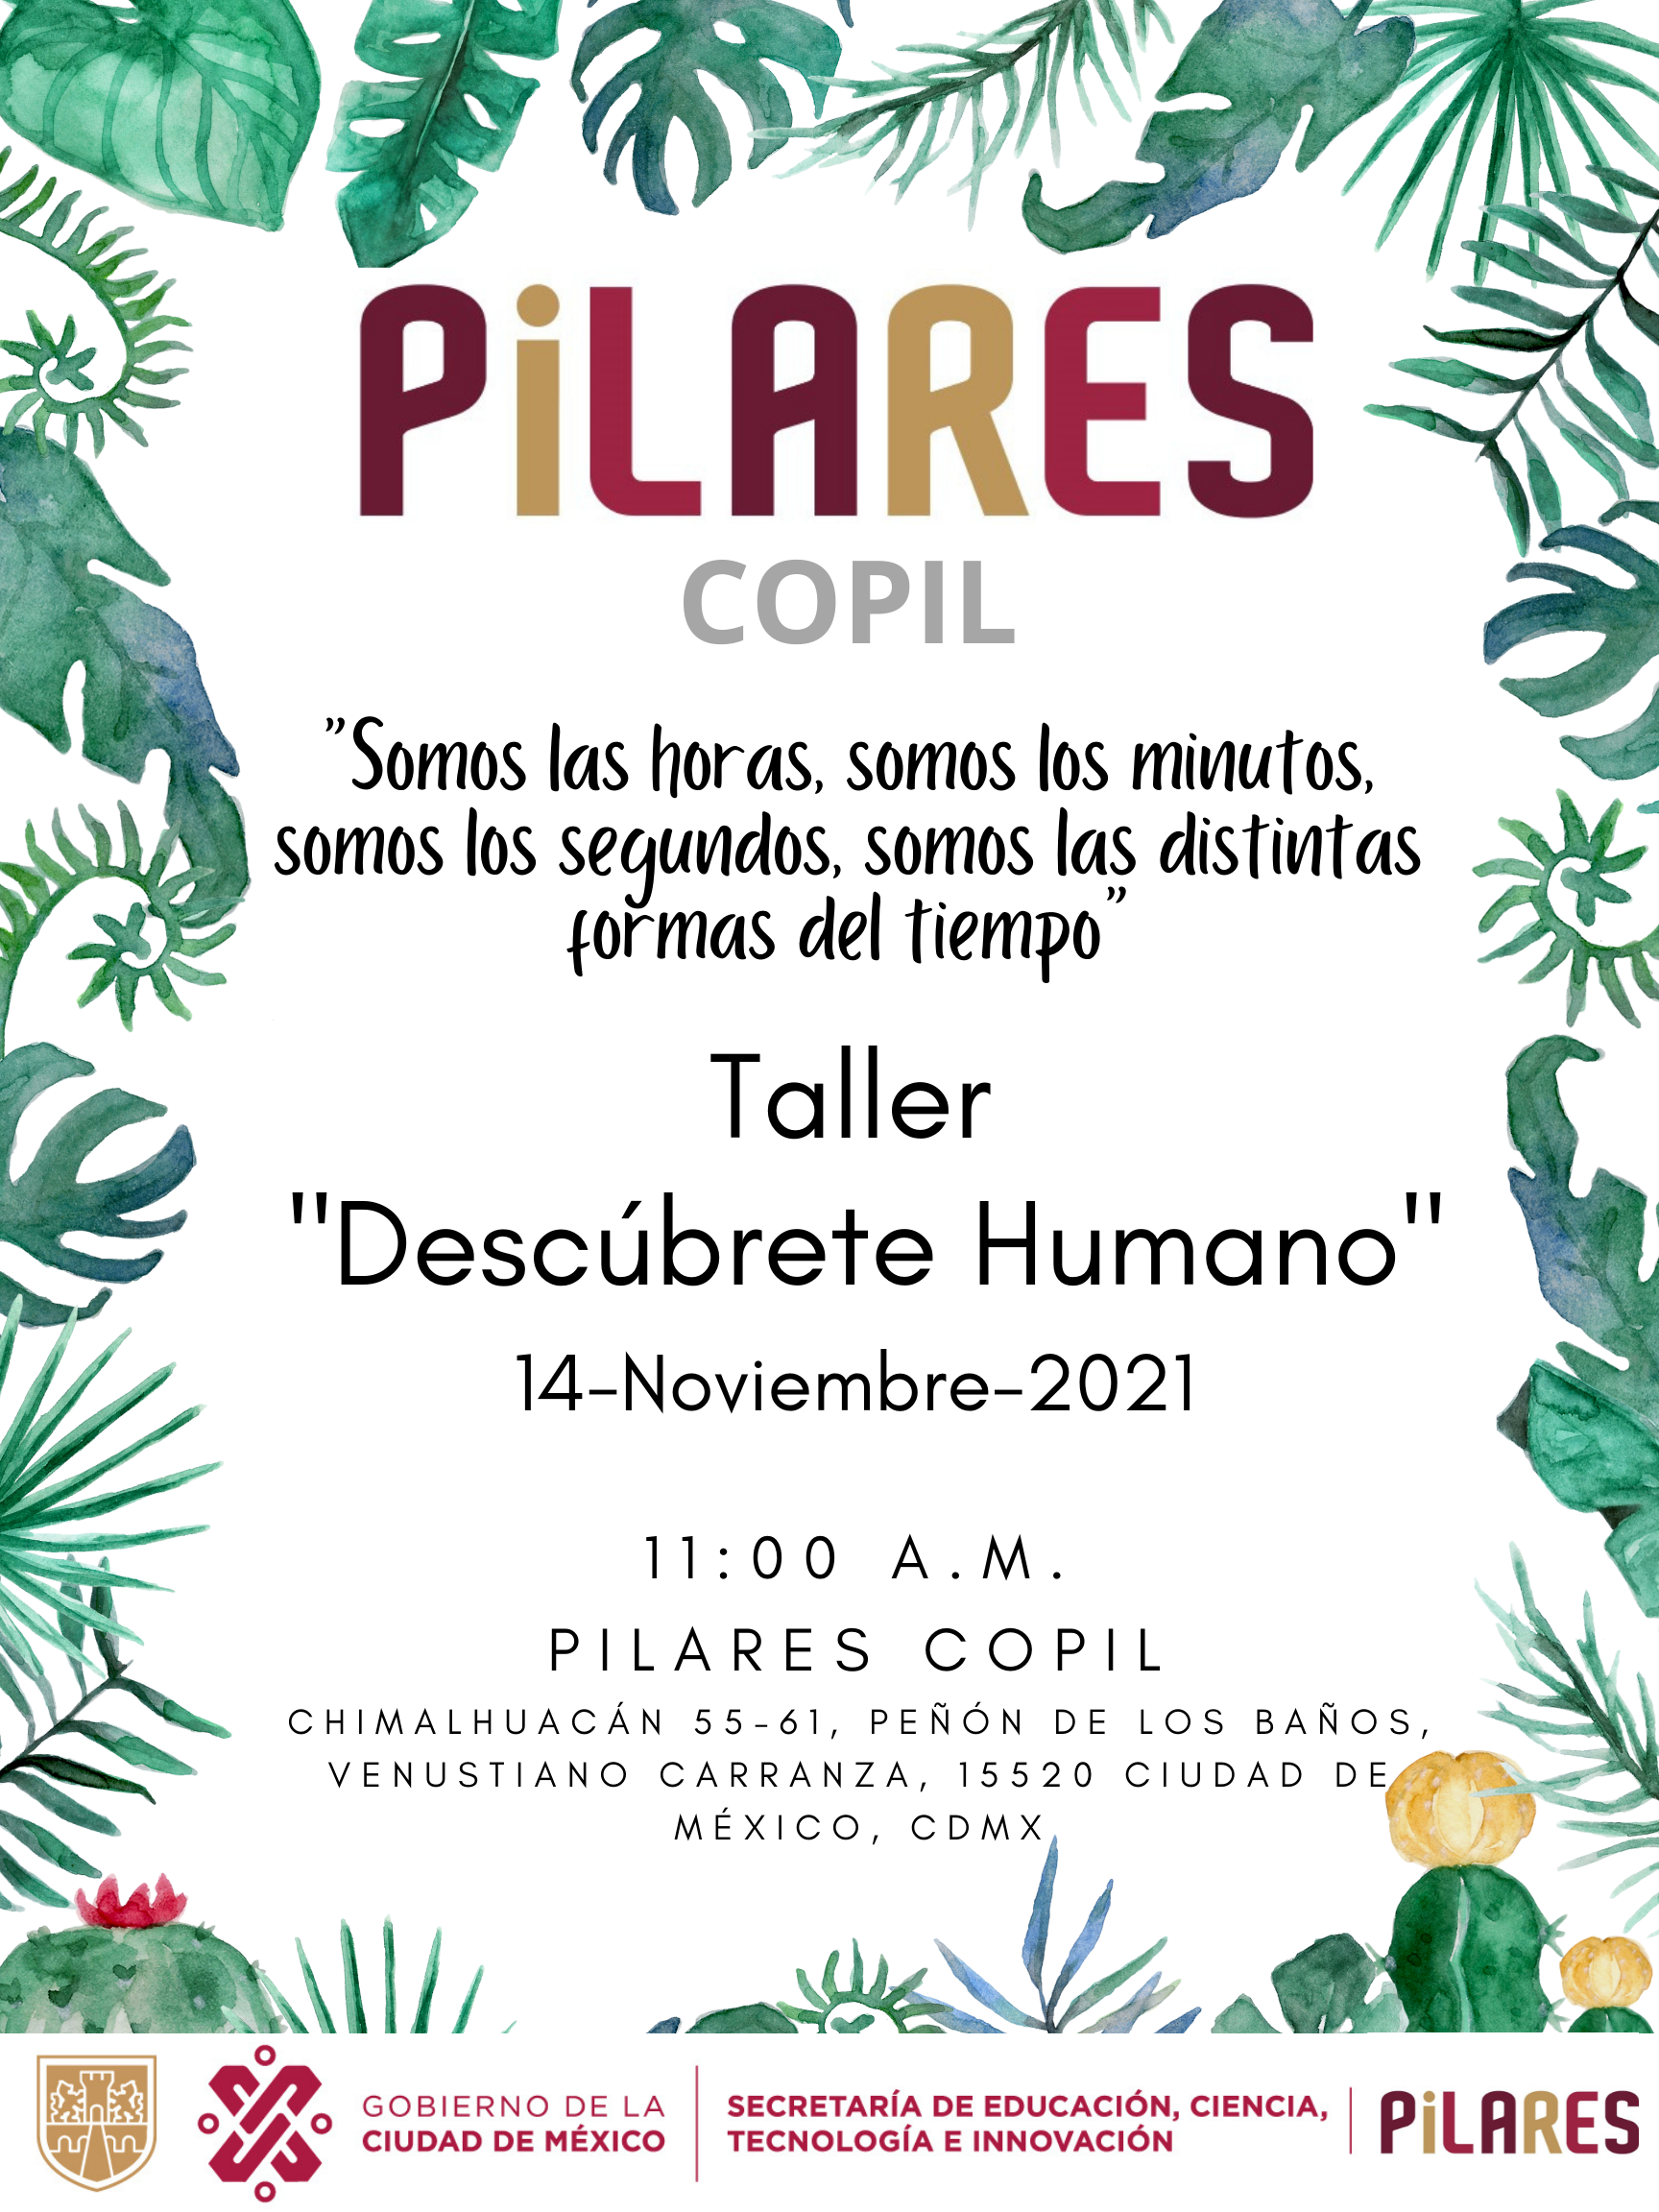 PiLARES
COPIL
"Somos las horas, somos los minutos,
somos los segundos, somos las distintas
formas del tiempo"
Taller
"Descúbrete Humano"
14-Noviembre-2021
11:00 A.M.
PILARES COPIL
CHIMALHUACÁN 55-61, PEÑÓN DE LOS BAÑOS,
VENUSTIANO CARRANZA, 15520 CIUDAD DE
MÉXICO, CDMX
GOBIERNO DE LA
CIUDAD DE MÉXICO
SECRETARÍA DE EDUCACIÓN, CIENCIA,
TECNOLOGÍA E INNOVACIÓN
PiLARES